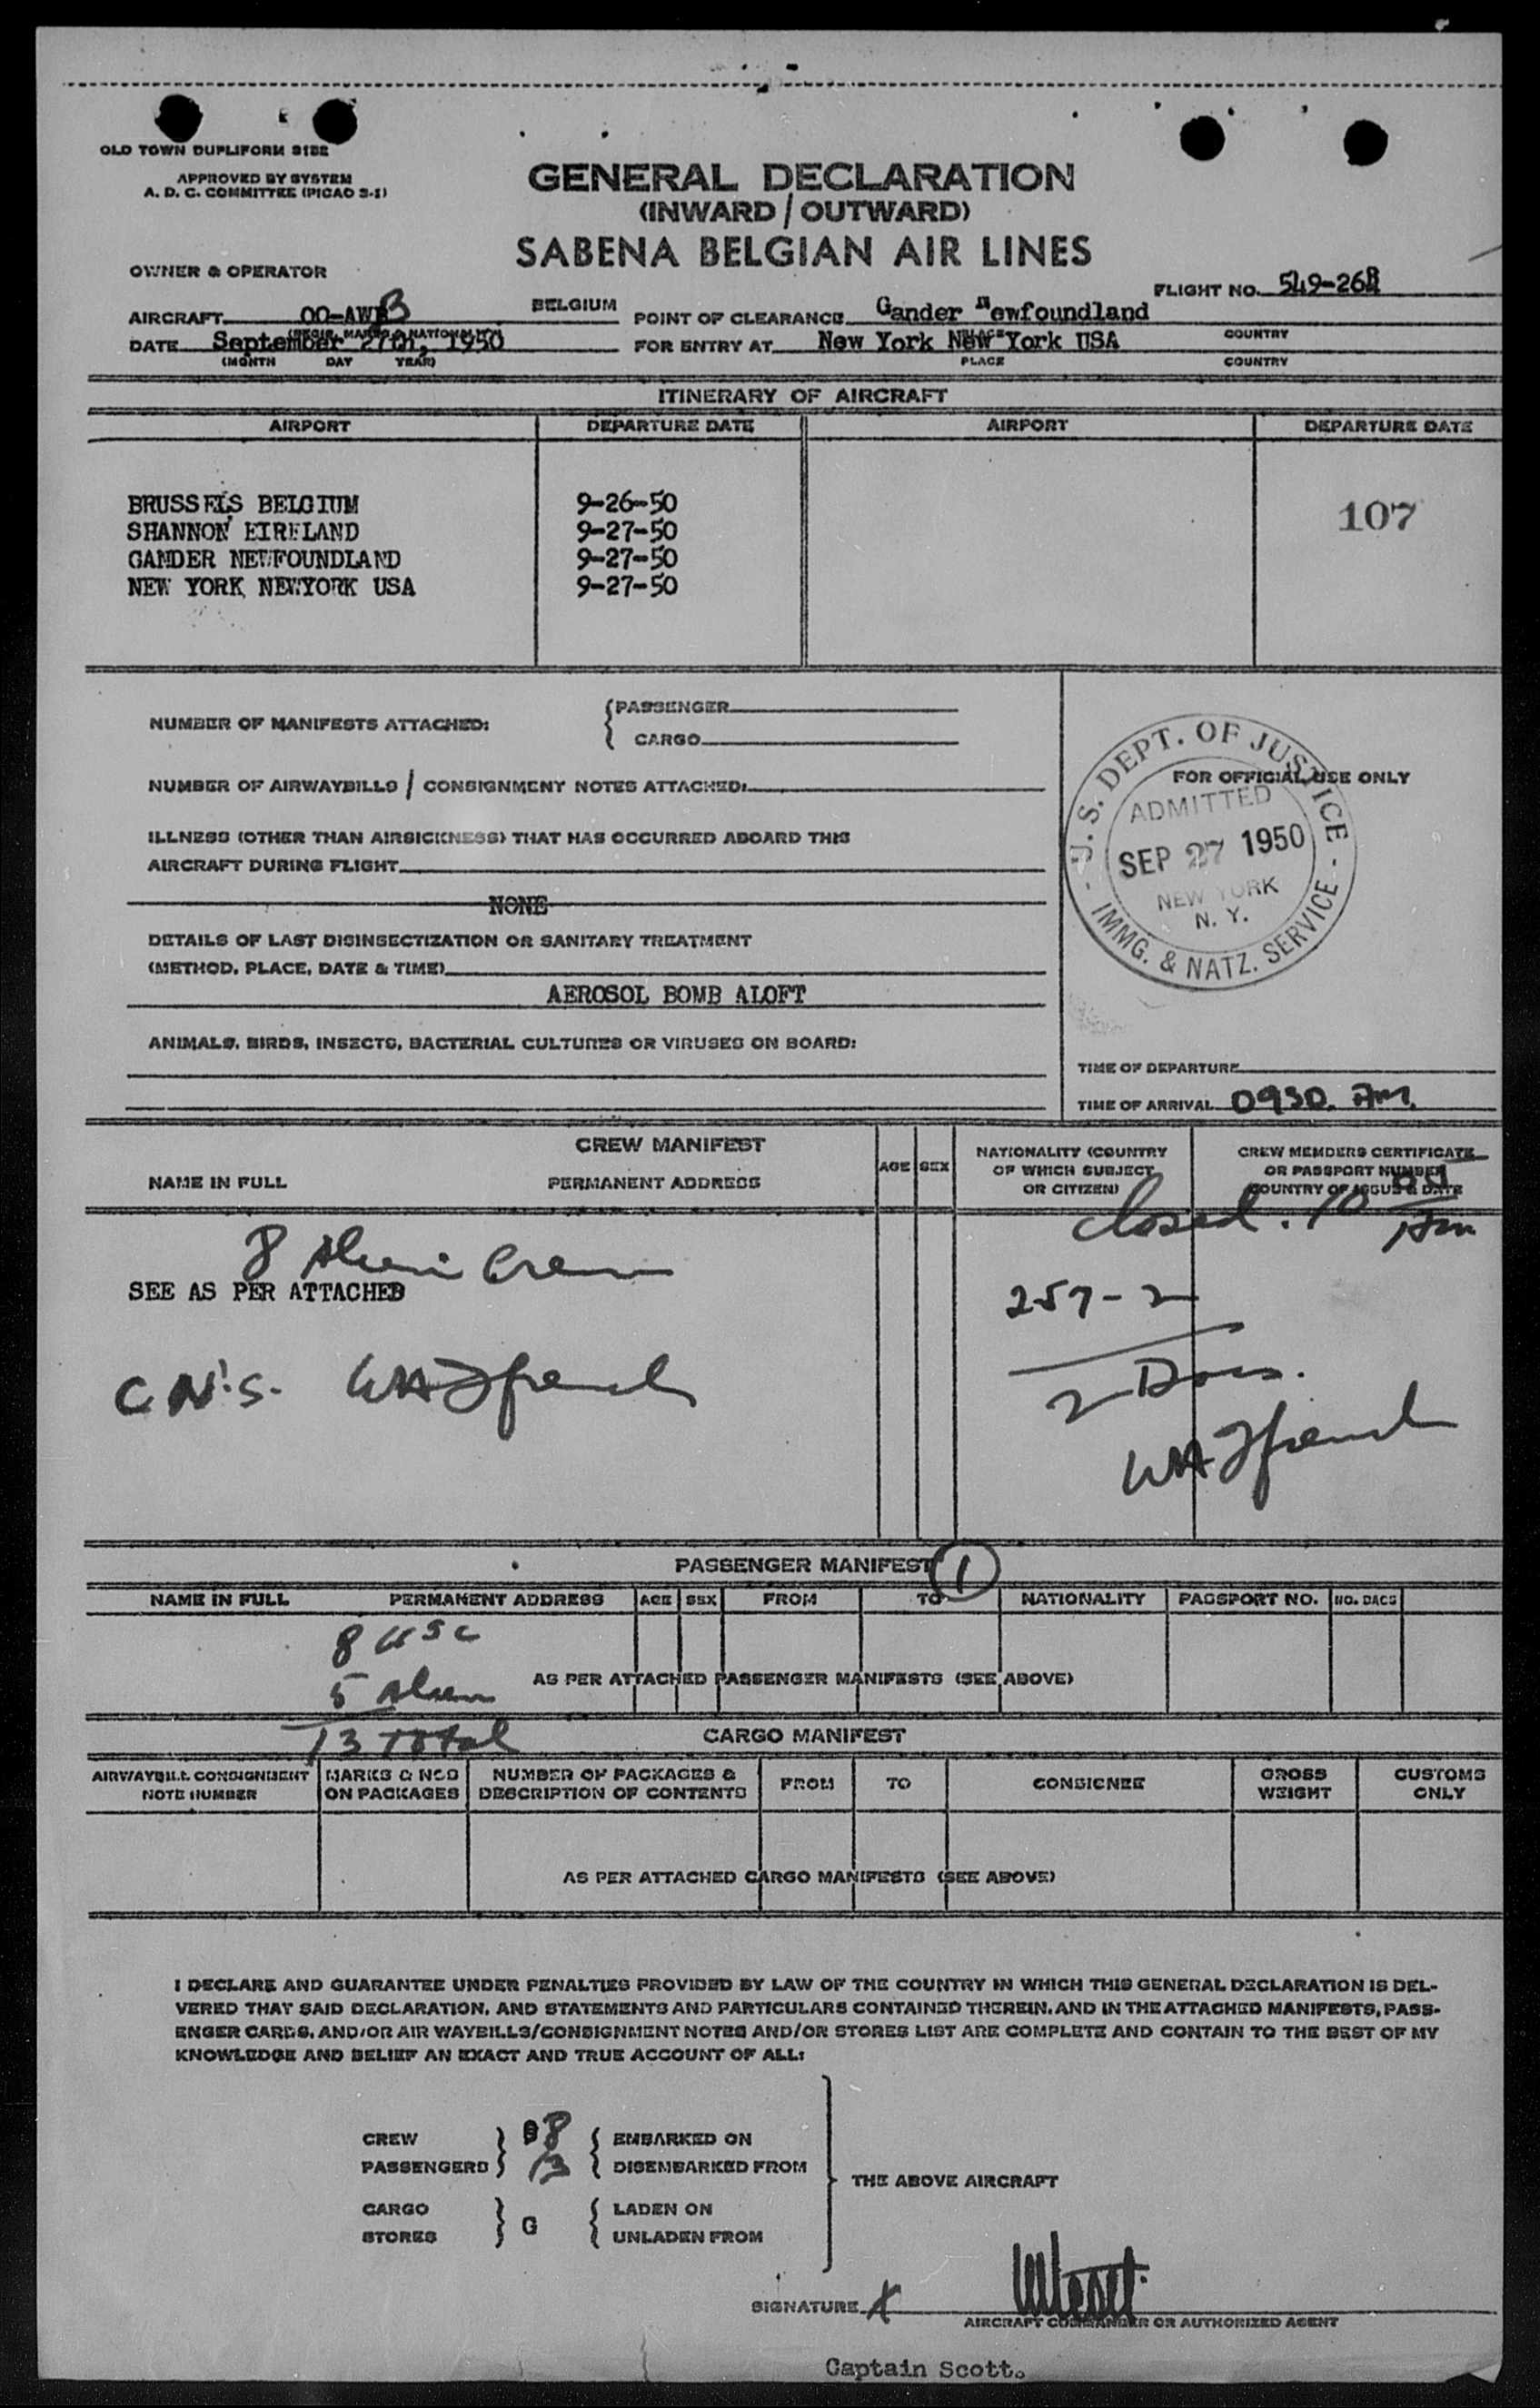 OLD TOWN DUPLIFORM
APPROVED BY SYSTEM
A. D. C. COMMITTEE (PICAO S-1)
GENERAL DECLARATION
(INWARD / OUTWARD)
SABENA BELGIAN AIR LINES
OWNER & OPERATOR
FLIGHT NO. 549-26
AIRCRAFT OO-AW B BELGIUM POINT OF CLEARANCE Gander Newfoundland
DATE September 27th, 1950 FOR ENTRY AT New York New York USA COUNTRY
(MONTH DAY YEAR) PLACE COUNTRY
ITINERARY OF AIRCRAFT
AIRPORT DEPARTURE DATE AIRPORT DEPARTURE DATE
BRUSSELS BELGIUM 9-26-50 107
SHANNON EIRELAND 9-27-50
GANDER NEWFOUNDLAND 9-27-50
NEW YORK NEWYORK USA 9-27-50
NUMBER OF MANIFESTS ATTACHED: PASSENGER
CARGO
NUMBER OF AIRWAYBILLS / CONSIGNMENT NOTES ATTACHED:
FOR OFFICIAL USE ONLY
U. S. DEPT. OF JUSTICE - IMMG. & NATZ. SERVICE -
ADMITTED
SEP 27 1950
NEW YORK
N. Y.
ILLNESS (OTHER THAN AIRSICKNESS) THAT HAS OCCURRED ABOARD THIS
AIRCRAFT DURING FLIGHT
NONE
DETAILS OF LAST DISINSECTIZATION OR SANITARY TREATMENT
(METHOD, PLACE, DATE & TIME)
AEROSOL BOMB ALOFT
ANIMALS, BIRDS, INSECTS, BACTERIAL CULTURES OR VIRUSES ON BOARD:
TIME OF DEPARTURE
TIME OF ARRIVAL 0930 Am.
CREW MANIFEST
NAME IN FULL PERMANENT ADDRESS AGE SEX NATIONALITY (COUNTRY OF WHICH SUBJECT OR CITIZEN) CREW MEMBERS CERTIFICATE OR PASSPORT NUMBER COUNTRY OF ISSUE & DATE
Closed. 10 Am
8 Alien Crew
SEE AS PER ATTACHED
257-2
2 Docs.
C N.S.
PASSENGER MANIFEST 1
NAME IN FULL PERMANENT ADDRESS AGE SEX FROM TO NATIONALITY PASSPORT NO. NO. BAGS
8 USC
5 Alien
AS PER ATTACHED PASSENGER MANIFESTS (SEE ABOVE)
13 Total
CARGO MANIFEST
AIRWAYBILL CONSIGNMENT NOTE NUMBER MARKS & NOS ON PACKAGES NUMBER OF PACKAGES & DESCRIPTION OF CONTENTS FROM TO CONSIGNEE GROSS WEIGHT CUSTOMS ONLY
AS PER ATTACHED CARGO MANIFESTS (SEE ABOVE)
I DECLARE AND GUARANTEE UNDER PENALTIES PROVIDED BY LAW OF THE COUNTRY IN WHICH THIS GENERAL DECLARATION IS DEL-
VERED THAT SAID DECLARATION, AND STATEMENTS AND PARTICULARS CONTAINED THEREIN, AND IN THE ATTACHED MANIFESTS, PASS-
ENGER CARDS, AND/OR AIR WAYBILLS/CONSIGNMENT NOTES AND/OR STORES LIST ARE COMPLETE AND CONTAIN TO THE BEST OF MY
KNOWLEDGE AND BELIEF AN EXACT AND TRUE ACCOUNT OF ALL:
CREW 8 EMBARKED ON
PASSENGERS 13 DISEMBARKED FROM
THE ABOVE AIRCRAFT
CARGO LADEN ON
STORES G UNLADEN FROM
SIGNATURE X
AIRCRAFT COMMANDER OR AUTHORIZED AGENT
Captain Scott.